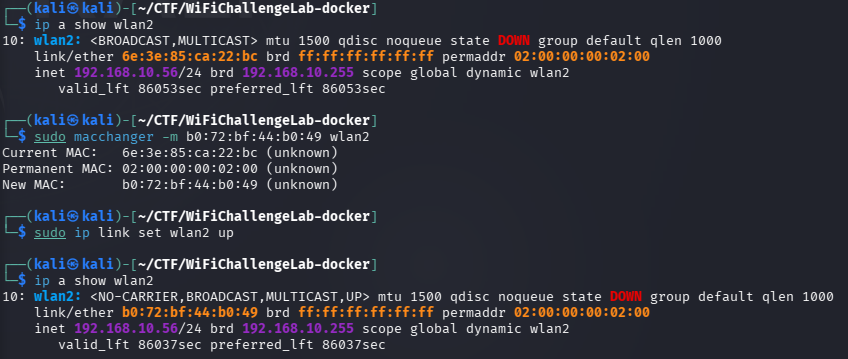 ┌──(kali㉿kali)-[~/CTF/WiFiChallengeLab-docker]
└─$ ip a show wlan2
10: wlan2: <BROADCAST,MULTICAST> mtu 1500 qdisc noqueue state DOWN group default qlen 1000
    link/ether 6e:3e:85:ca:22:bc brd ff:ff:ff:ff:ff:ff permaddr 02:00:00:00:02:00
    inet 192.168.10.56/24 brd 192.168.10.255 scope global dynamic wlan2
       valid_lft 86053sec preferred_lft 86053sec
┌──(kali㉿kali)-[~/CTF/WiFiChallengeLab-docker]
└─$ sudo macchanger -m b0:72:bf:44:b0:49 wlan2
Current MAC:   6e:3e:85:ca:22:bc (unknown)
Permanent MAC: 02:00:00:00:02:00 (unknown)
New MAC:       b0:72:bf:44:b0:49 (unknown)
┌──(kali㉿kali)-[~/CTF/WiFiChallengeLab-docker]
└─$ sudo ip link set wlan2 up
┌──(kali㉿kali)-[~/CTF/WiFiChallengeLab-docker]
└─$ ip a show wlan2
10: wlan2: <NO-CARRIER,BROADCAST,MULTICAST,UP> mtu 1500 qdisc noqueue state DOWN group default qlen 1000
    link/ether b0:72:bf:44:b0:49 brd ff:ff:ff:ff:ff:ff permaddr 02:00:00:00:02:00
    inet 192.168.10.56/24 brd 192.168.10.255 scope global dynamic wlan2
       valid_lft 86037sec preferred_lft 86037sec